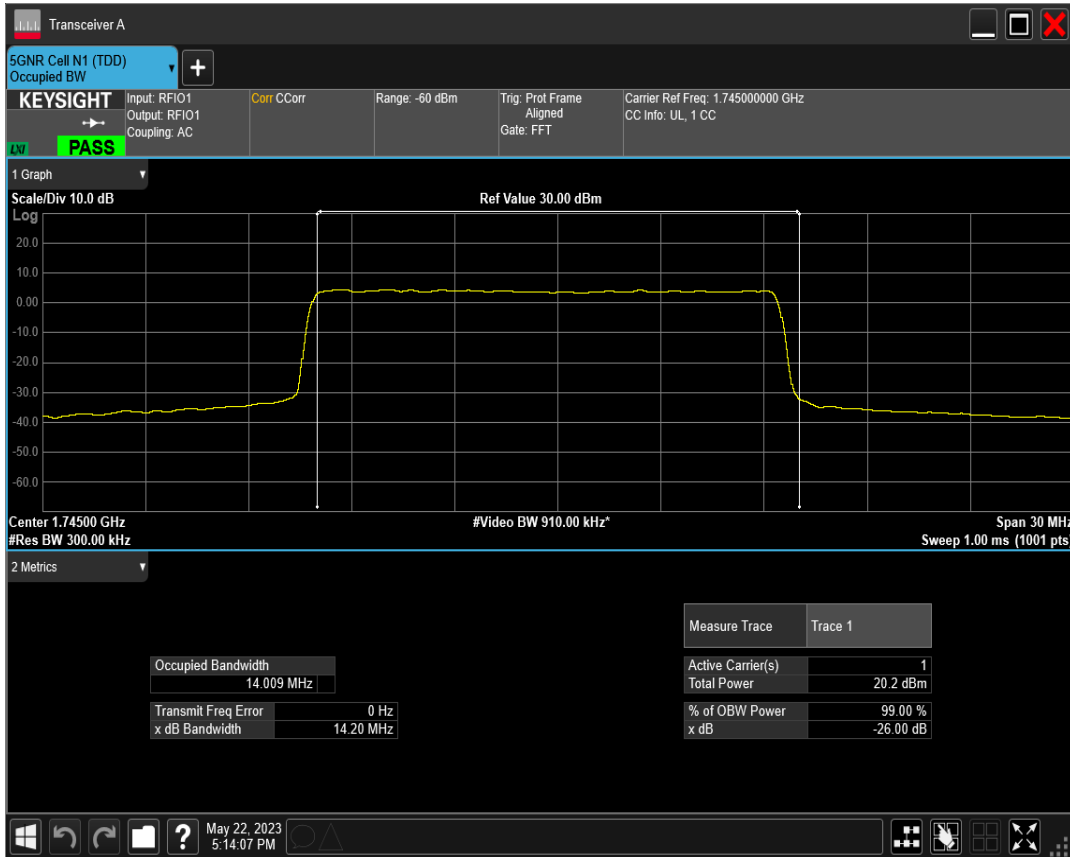 Transceiver A
5GNR Cell N1 (TDD)
Occupied BW
+
KEYSIGHT
LXI
PASS
Input: RFIO1
Output: RFIO1
Coupling: AC
Corr CCorr
Range: -60 dBm
Trig: Prot Frame
Aligned
Gate: FFT
Carrier Ref Freq: 1.745000000 GHz
CC Info: UL, 1 CC
1 Graph
Scale/Div 10.0 dB
Ref Value 30.00 dBm
Log
20.0
10.0
0.00
-10.0
-20.0
-30.0
-40.0
-50.0
-60.0
Center 1.74500 GHz
#Video BW 910.00 kHz*
Span 30 MHz
#Res BW 300.00 kHz
Sweep 1.00 ms (1001 pts)
2 Metrics
Measure Trace Trace 1
Occupied Bandwidth
14.009 MHz
Active Carrier(s) 1
Total Power 20.2 dBm
Transmit Freq Error 0 Hz
x dB Bandwidth 14.20 MHz
% of OBW Power 99.00 %
x dB -26.00 dB
?
May 22, 2023
5:14:07 PM